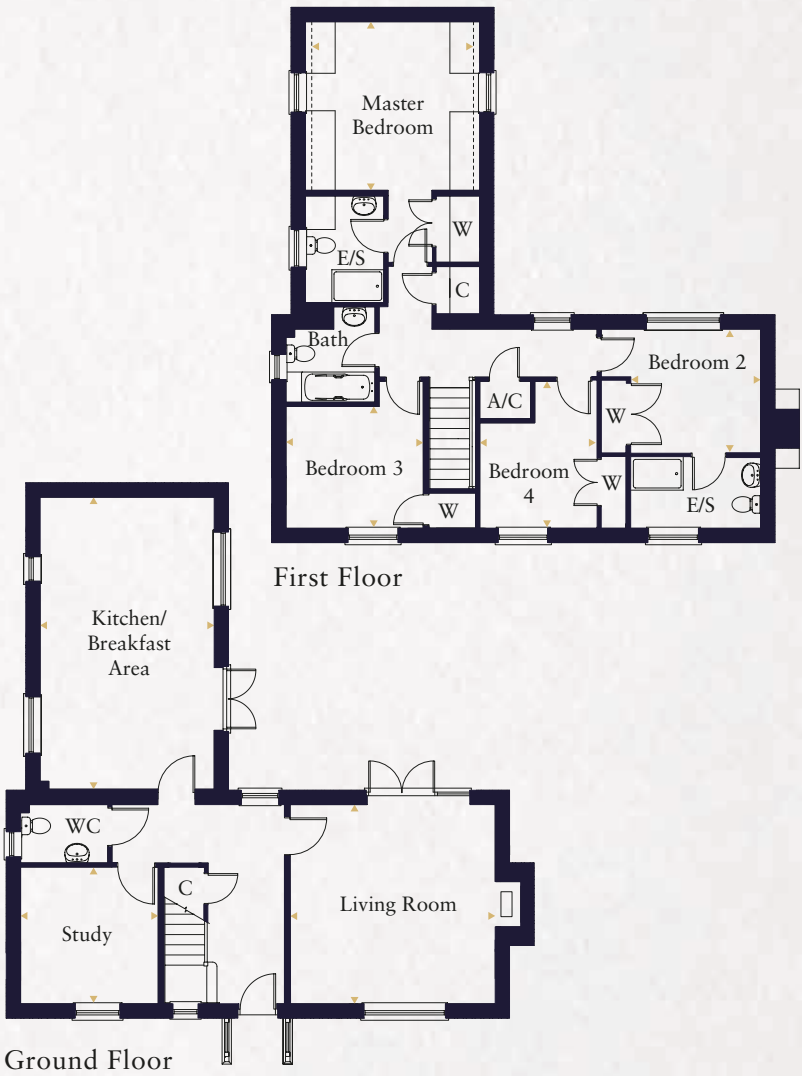 Master
Bedroom
W
E/S
C
Bath
Bedroom 2
A/C
W
Bedroom 3
Bedroom
4
W
W
E/S
First Floor
Kitchen/
Breakfast
Area
WC
C
Study
Living Room
Ground Floor